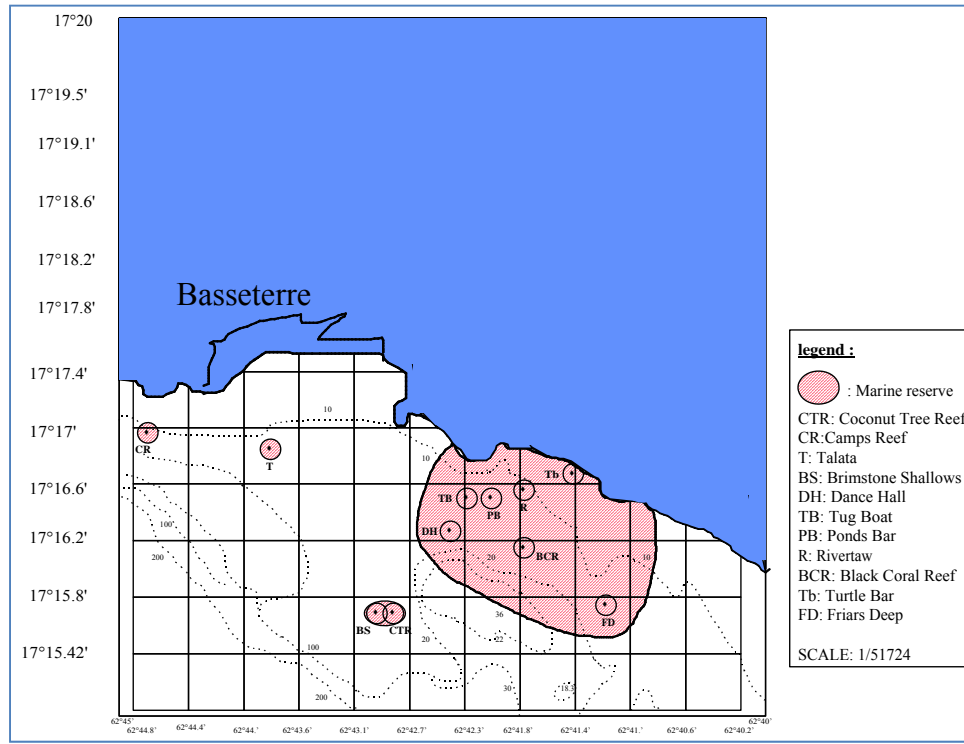 17°20
17°19.5'
17°19.1'
17°18.6'
17°18.2'
17°17.8'
Basseterre
17°17.4'
10
17°17'
CR
T
10
Tb
17°16.6'
TB
PB
R
DH
17°16.2'
100
200
20
BCR
10
17°15.8'
BS
CTR
36
FD
20
22
17°15.42'
100
200
30
18.3
62°45'
62°44.8'
62°44.4'
62°44.'
62°43.6'
62°43.1'
62°42.7'
62°42.3'
62°41.8'
62°41.4'
62°41.1'
62°40.6'
62°40.2'
62°40'
legend :
: Marine reserve
CTR: Coconut Tree Reef
CR:Camps Reef
T: Talata
BS: Brimstone Shallows
DH: Dance Hall
TB: Tug Boat
PB: Ponds Bar
R: Rivertaw
BCR: Black Coral Reef
Tb: Turtle Bar
FD: Friars Deep
SCALE: 1/51724